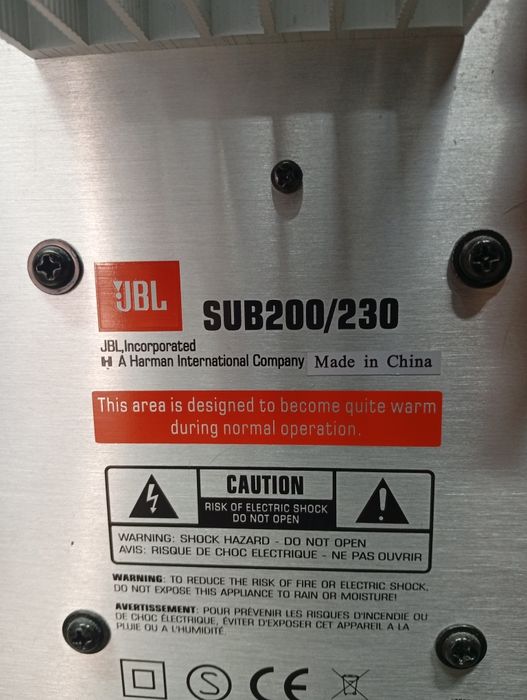 JBL
SUB200/230
JBL,Incorporated
H A Harman International Company Made in China
This area is designed to become quite warm
during normal operation.
CAUTION
RISK OF ELECTRIC SHOCK
DO NOT OPEN
WARNING: SHOCK HAZARD - DO NOT OPEN
AVIS: RISQUE DE CHOC ELECTRIQUE - NE PAS OUVRIR
WARNING: TO REDUCE THE RISK OF FIRE OR ELECTRIC SHOCK,
DO NOT EXPOSE THIS APPLIANCE TO RAIN OR MOISTURE!
AVERTISSEMENT: POUR PRÉVENIR LES RISQUES D'INCENDIE OU
DE CHOC ÉLECTRIQUE, ÉVITER D'EXPOSER CET APPAREIL A LA
PLUIE OU A L'HUMIDITÉ.
S CE